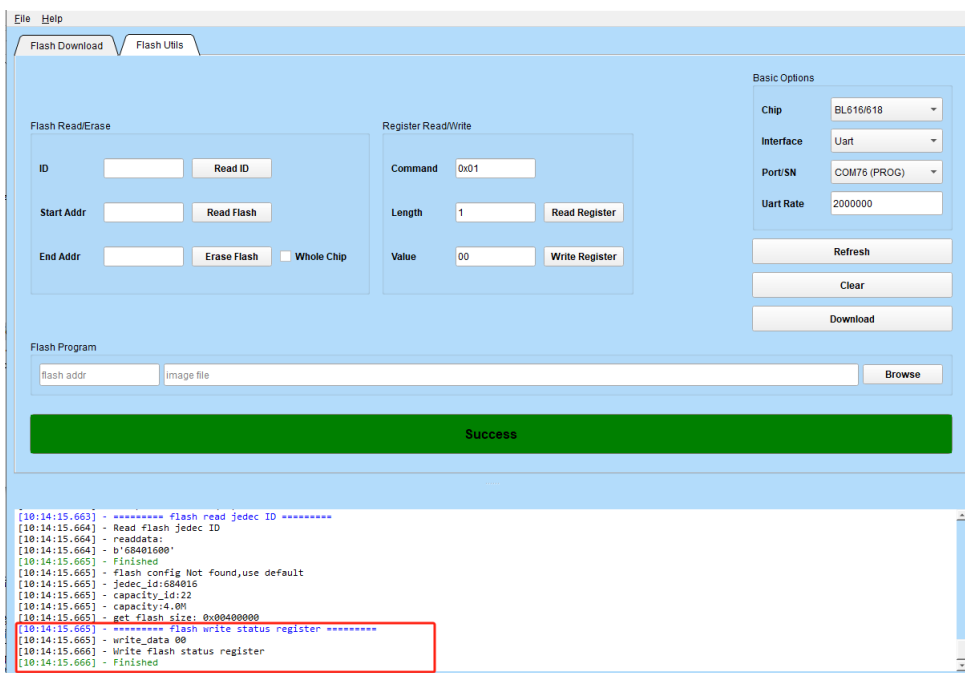 File Help
Flash Download Flash Utils
Basic Options
Chip BL616/618
Interface Uart
Port/SN COM76 (PROG)
Uart Rate 2000000
Refresh
Clear
Download
Flash Read/Erase
ID Read ID
Start Addr Read Flash
End Addr Erase Flash Whole Chip
Register Read/Write
Command 0x01
Length 1 Read Register
Value 00 Write Register
Flash Program
flash addr image file Browse
Success
[10:14:15.663] - ========= flash read jedec ID =========
[10:14:15.664] - Read flash jedec ID
[10:14:15.664] - readdata:
[10:14:15.664] - b'68401600'
[10:14:15.665] - Finished
[10:14:15.665] - flash config Not found,use default
[10:14:15.665] - jedec_id:684016
[10:14:15.665] - capacity_id:22
[10:14:15.665] - capacity:4.0M
[10:14:15.665] - get flash size: 0x00400000
[10:14:15.665] - ========= flash write status register =========
[10:14:15.665] - write_data 00
[10:14:15.666] - Write flash status register
[10:14:15.666] - Finished